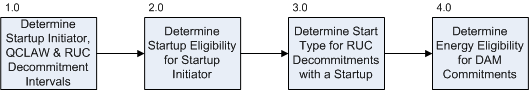 1.0
Determine
Startup Initiator,
QCLAW & RUC
Decommitment
Intervals
2.0
Determine
Startup Eligibility
for Startup
Initiator
3.0
Determine Start
Type for RUC
Decommitments
with a Startup
4.0
Determine
Energy Eligibility
for DAM
Commitments